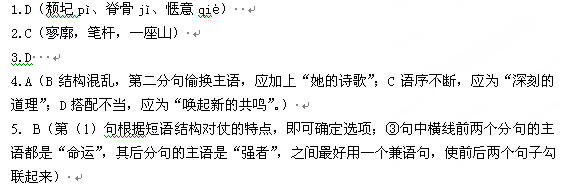 1.D（颓圮 pì、脊骨 jì、惬意 qiè）
2.C（寥廓，笔杆，一座山）
3.D
4.A（B 结构混乱，第二分句偷换主语，应加上“她的诗歌”；C 语序不断，应为“深刻的
道理”；D 搭配不当，应为“唤起新的共鸣”。）
5. B（第（1）句根据短语结构对仗的特点，即可确定选项；③句中横线前两个分句的主
语都是“命运”，其后分句的主语是“强者”，之间最好用一个兼语句，使前后两个句子勾
联起来）